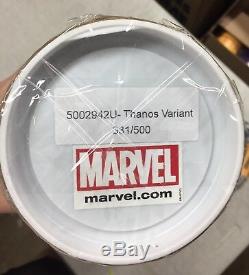 5002942U- Thanos Variant
331/500
MARVEL
marvel.com